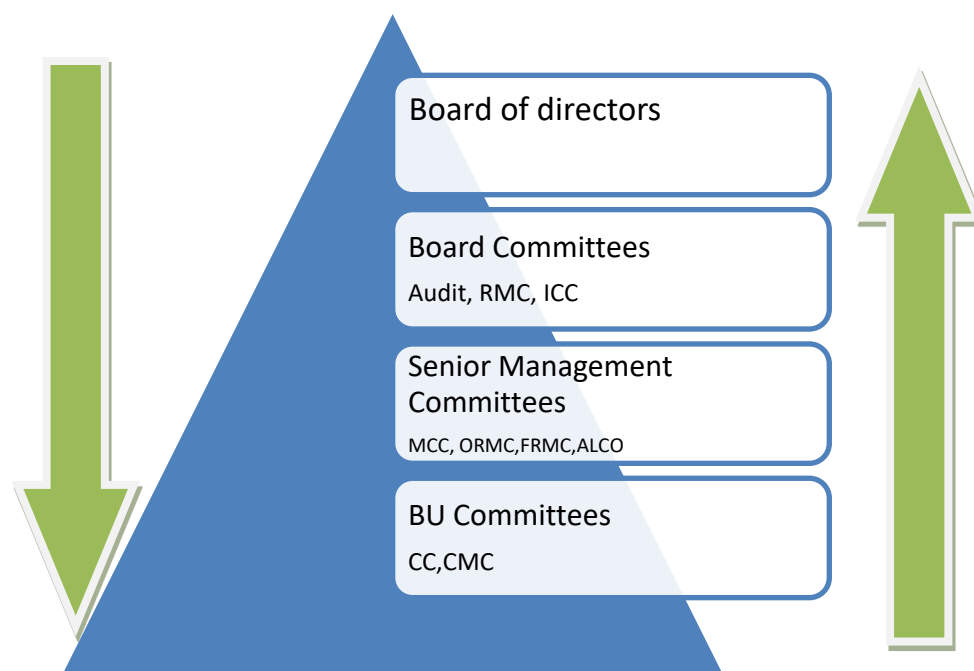 Board of directors
Board Committees
Audit, RMC, ICC
Senior Management
Committees
MCC, ORMC,FRMC,ALCO
BU Committees
CC,CMC